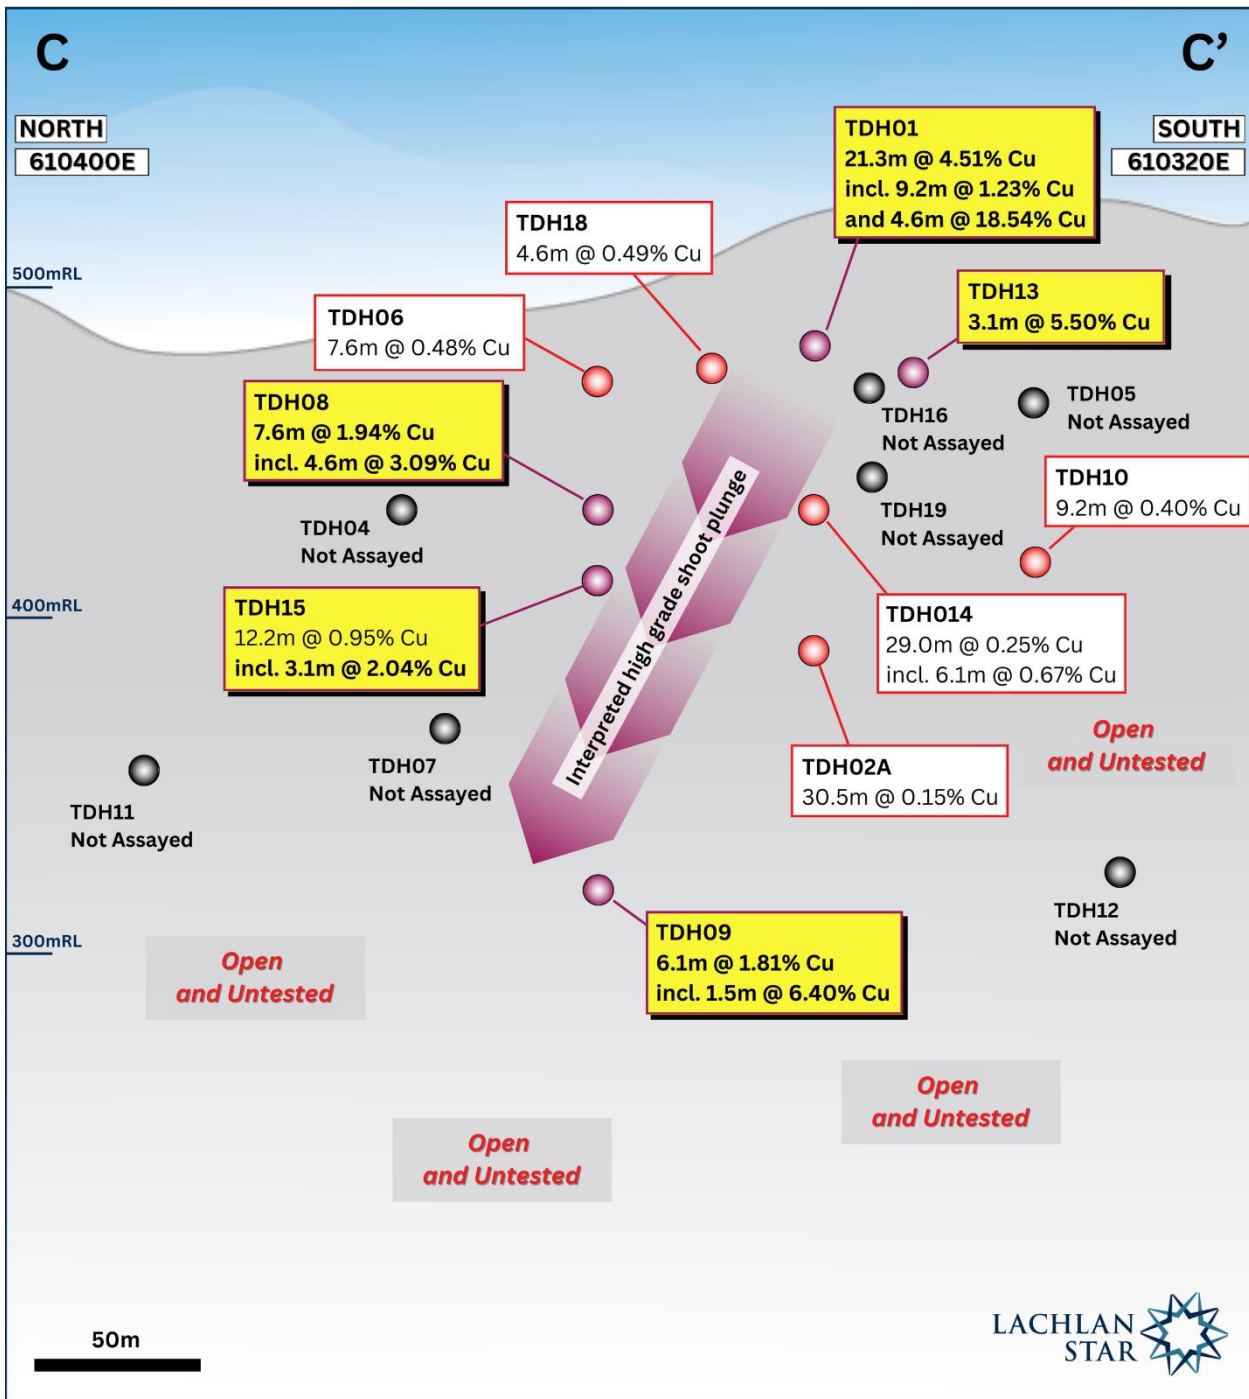 C
C'
NORTH
610400E
SOUTH
610320E
TDH01
21.3m @ 4.51% Cu
incl. 9.2m @ 1.23% Cu
and 4.6m @ 18.54% Cu
TDH18
4.6m @ 0.49% Cu
500mRL
TDH13
3.1m @ 5.50% Cu
TDH06
7.6m @ 0.48% Cu
TDH08
7.6m @ 1.94% Cu
incl. 4.6m @ 3.09% Cu
TDH16
Not Assayed
TDH05
Not Assayed
TDH10
9.2m @ 0.40% Cu
TDH04
Not Assayed
TDH19
Not Assayed
Interpreted high grade shoot plunge
TDH15
12.2m @ 0.95% Cu
incl. 3.1m @ 2.04% Cu
400mRL
TDH014
29.0m @ 0.25% Cu
incl. 6.1m @ 0.67% Cu
TDH07
Not Assayed
TDH11
Not Assayed
TDH02A
30.5m @ 0.15% Cu
Open
and Untested
TDH12
Not Assayed
TDH09
6.1m @ 1.81% Cu
incl. 1.5m @ 6.40% Cu
300mRL
Open
and Untested
Open
and Untested
Open
and Untested
50m
LACHLAN
STAR